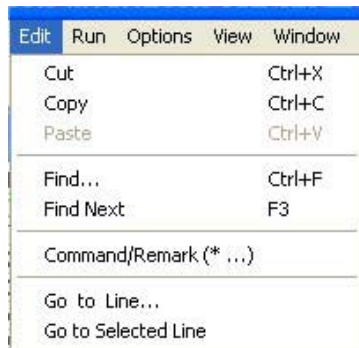 Edit Run Options View Window
Cut Ctrl+X
Copy Ctrl+C
Paste Ctrl+V
Find... Ctrl+F
Find Next F3
Command/Remark (* ...)
Go to Line...
Go to Selected Line